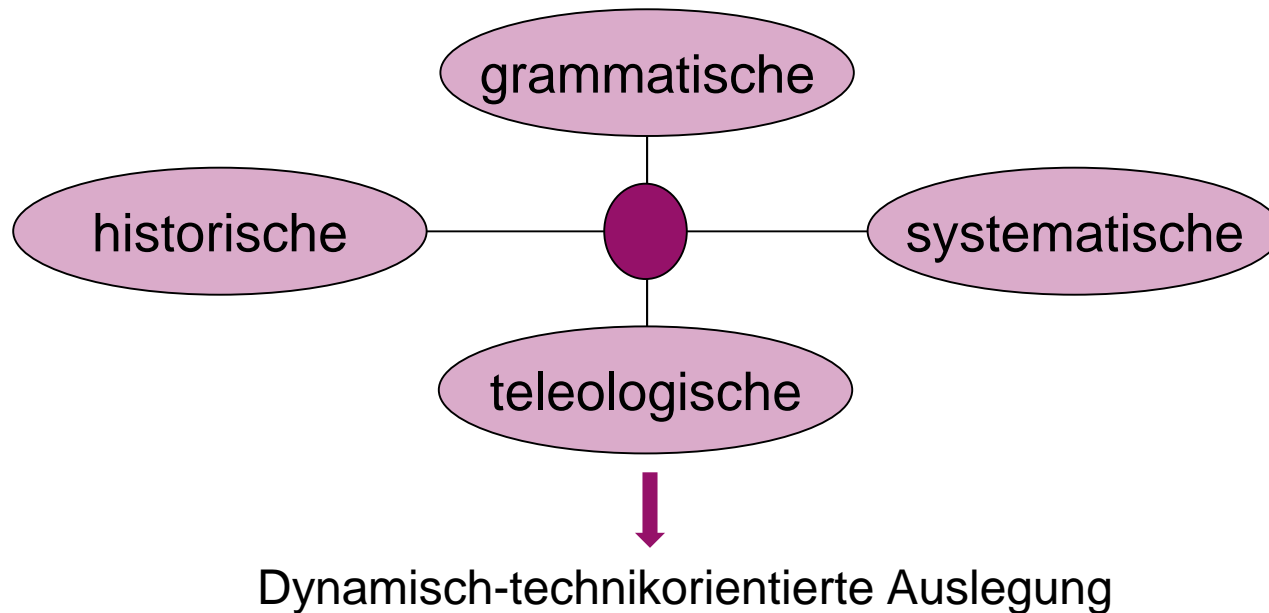 grammatische
historische
systematische
teleologische
Dynamisch-technikorientierte Auslegung